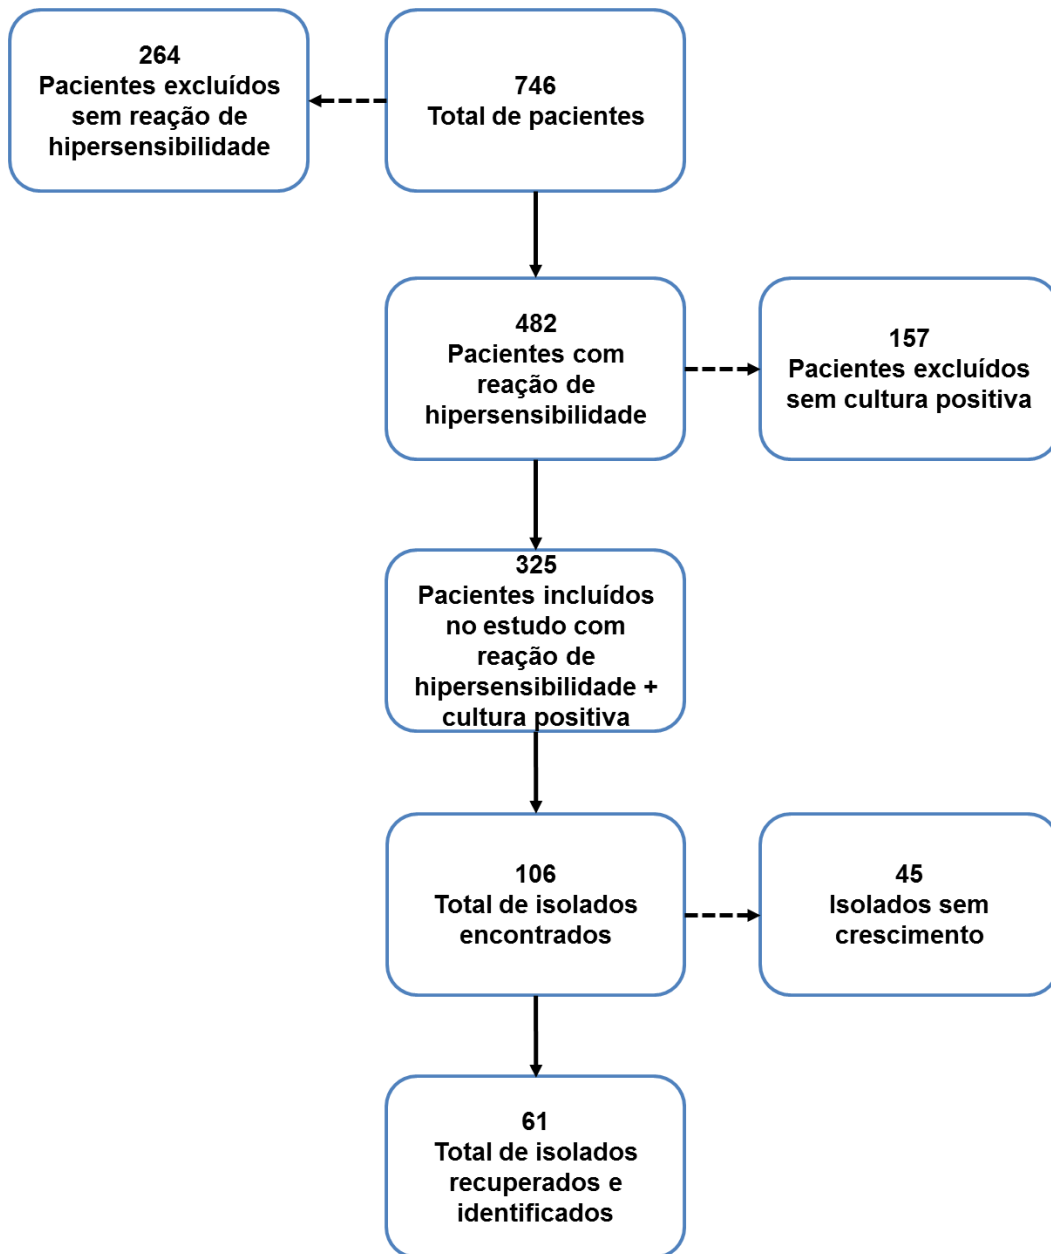 264
Pacientes excluídos
sem reação de
hipersensibilidade
746
Total de pacientes
482
Pacientes com
reação de
hipersensibilidade
157
Pacientes excluídos
sem cultura positiva
325
Pacientes incluídos
no estudo com
reação de
hipersensibilidade +
cultura positiva
106
Total de isolados
encontrados
45
Isolados sem
crescimento
61
Total de isolados
recuperados e
identificados